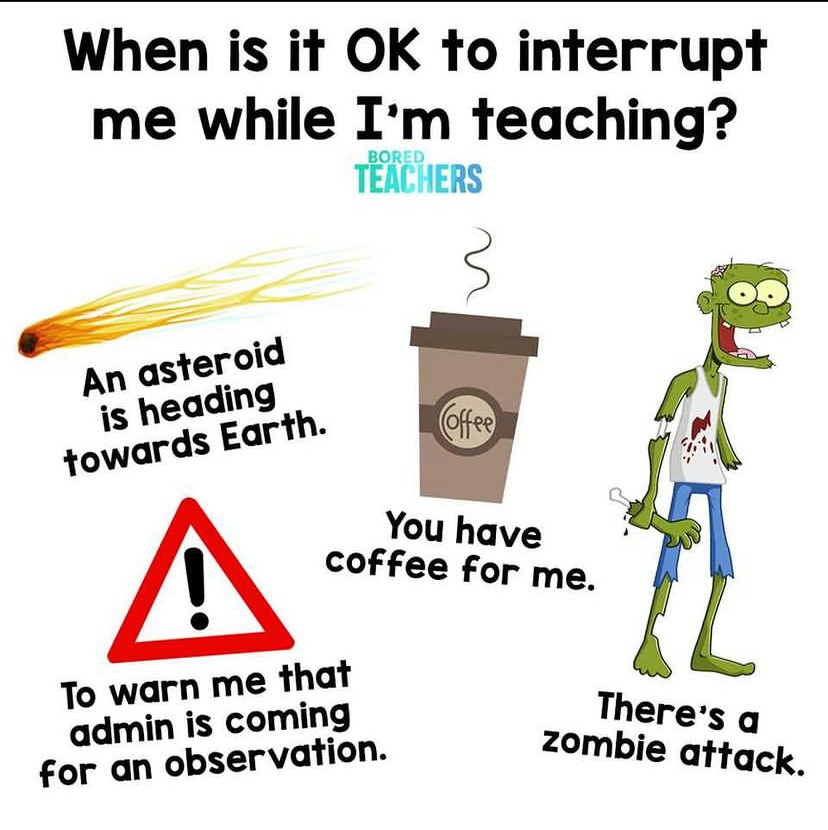 When is it OK to interrupt
me while I'm teaching?
BORED
TEACHERS
An asteroid
is heading
towards Earth.
Coffee
You have
coffee for me.
To warn me that
admin is coming
for an observation.
There's a
zombie attack.